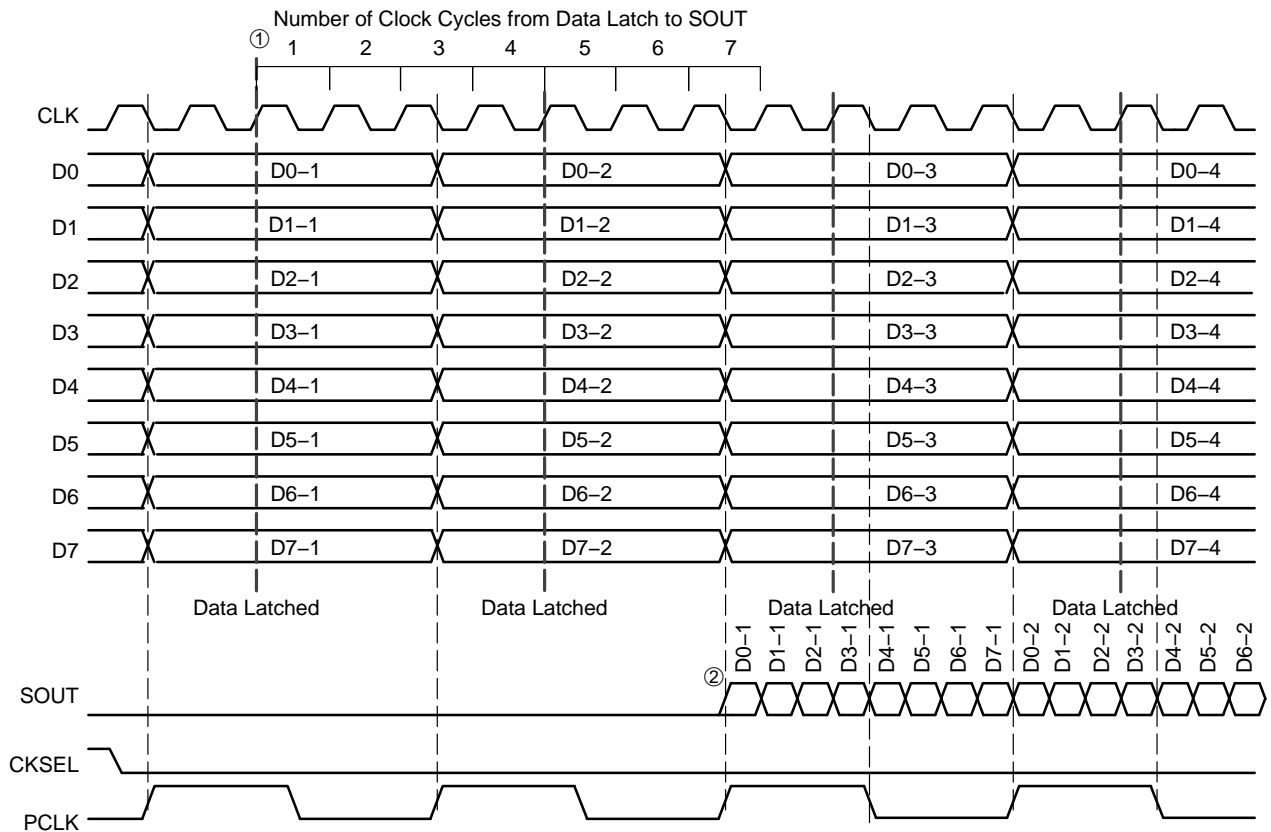 Number of Clock Cycles from Data Latch to SOUT
① 1 2 3 4 5 6 7
CLK
D0 D0–1 D0–2 D0–3 D0–4
D1 D1–1 D1–2 D1–3 D1–4
D2 D2–1 D2–2 D2–3 D2–4
D3 D3–1 D3–2 D3–3 D3–4
D4 D4–1 D4–2 D4–3 D4–4
D5 D5–1 D5–2 D5–3 D5–4
D6 D6–1 D6–2 D6–3 D6–4
D7 D7–1 D7–2 D7–3 D7–4
Data Latched Data Latched Data Latched Data Latched
D0–1 D1–1 D2–1 D3–1 D4–1 D5–1 D6–1 D7–1 D0–2 D1–2 D2–2 D3–2 D4–2 D5–2 D6–2
②
SOUT
CKSEL
PCLK